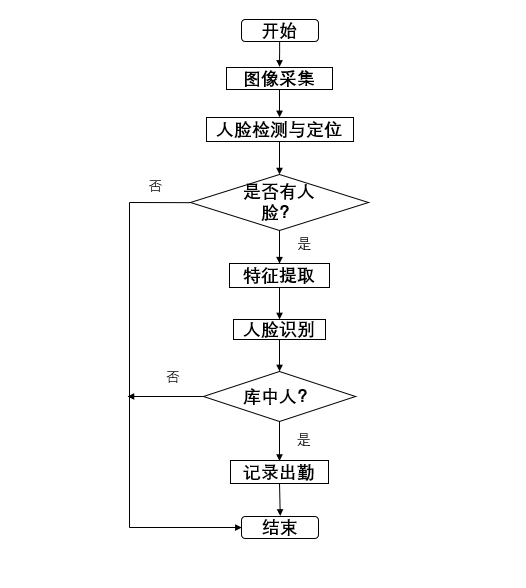 开始
图像采集
人脸检测与定位
否
是否有人
脸?
是
特征提取
人脸识别
否
库中人?
是
记录出勤
结束